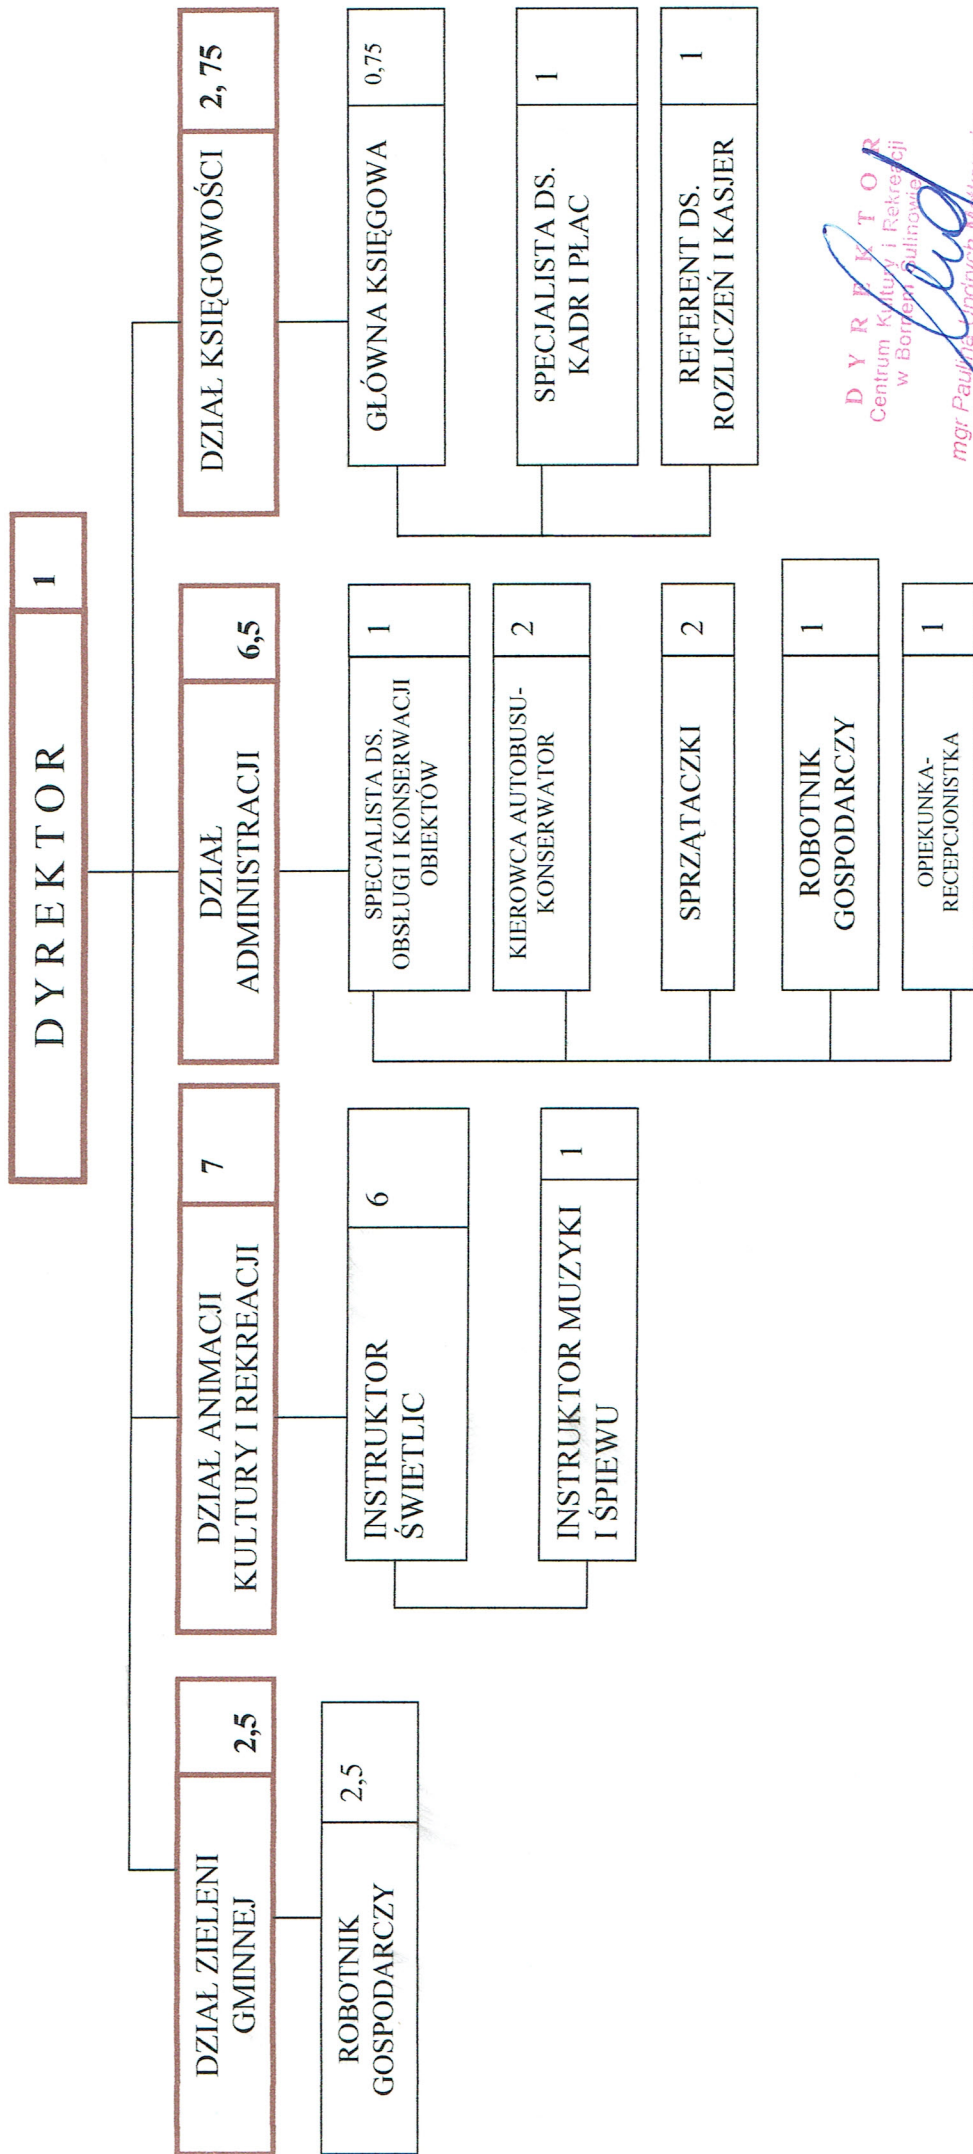 DYREKTOR
1
DZIAŁ ZIELENI
GMINNEJ
2,5
ROBOTNIK
GOSPODARCZY
2,5
DZIAŁ ANIMACJI
KULTURY I REKREACJI
7
INSTRUKTOR
ŚWIETLIC
6
INSTRUKTOR MUZYKI
I ŚPIEWU
1
DZIAŁ
ADMINISTRACJI
6,5
SPECJALISTA DS.
OBSŁUGI I KONSERWACJI
OBIEKTÓW
1
KIEROWCA AUTOBUSU-
KONSERWATOR
2
SPRZĄTACZKI
2
ROBOTNIK
GOSPODARCZY
1
OPIEKUNKA-
RECEPCJONISTKA
1
DZIAŁ KSIĘGOWOŚCI
2, 75
GŁÓWNA KSIĘGOWA
0,75
SPECJALISTA DS.
KADR I PŁAC
1
REFERENT DS.
ROZLICZEŃ I KASJER
1
DYREKTOR
Centrum Kultury i Rekreacji
w Bornem Sulinowie
mgr Paulina